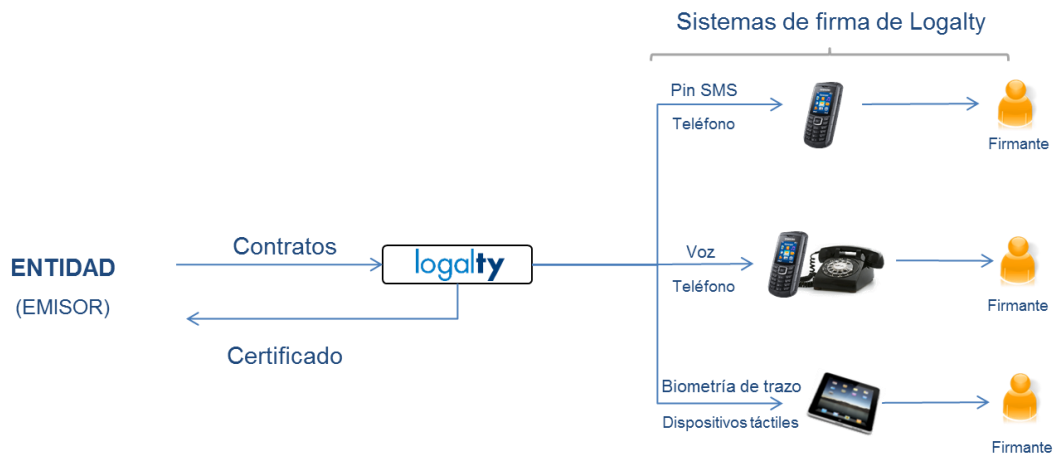 Sistemas de firma de Logalty
Pin SMS
Teléfono
Firmante
Contratos
logalty
ENTIDAD
(EMISOR)
Certificado
Voz
Teléfono
Firmante
Biometría de trazo
Dispositivos táctiles
Firmante